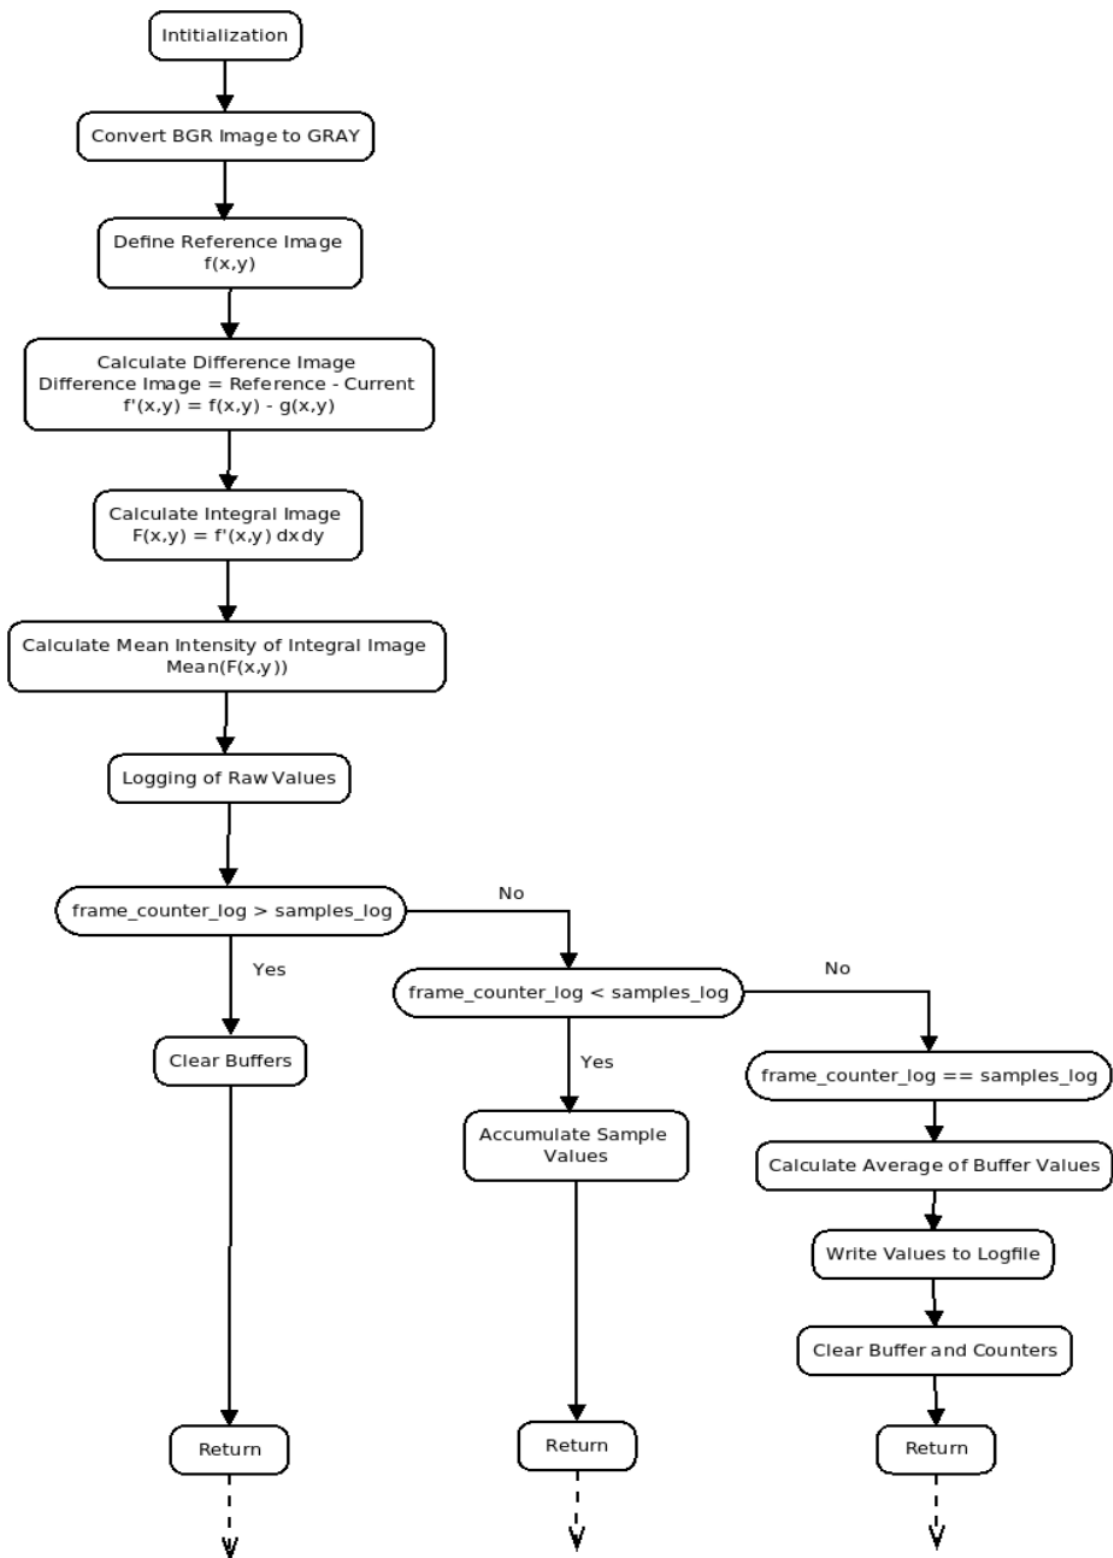 Intitialization
Convert BGR Image to GRAY
Define Reference Image
f(x,y)
Calculate Difference Image
Difference Image = Reference - Current
f'(x,y) = f(x,y) - g(x,y)
Calculate Integral Image
F(x,y) = f'(x,y) dxdy
Calculate Mean Intensity of Integral Image
Mean(F(x,y))
Logging of Raw Values
frame_counter_log > samples_log
No
Yes
frame_counter_log < samples_log
No
Clear Buffers
Yes
frame_counter_log == samples_log
Accumulate Sample
Values
Calculate Average of Buffer Values
Write Values to Logfile
Clear Buffer and Counters
Return
Return
Return